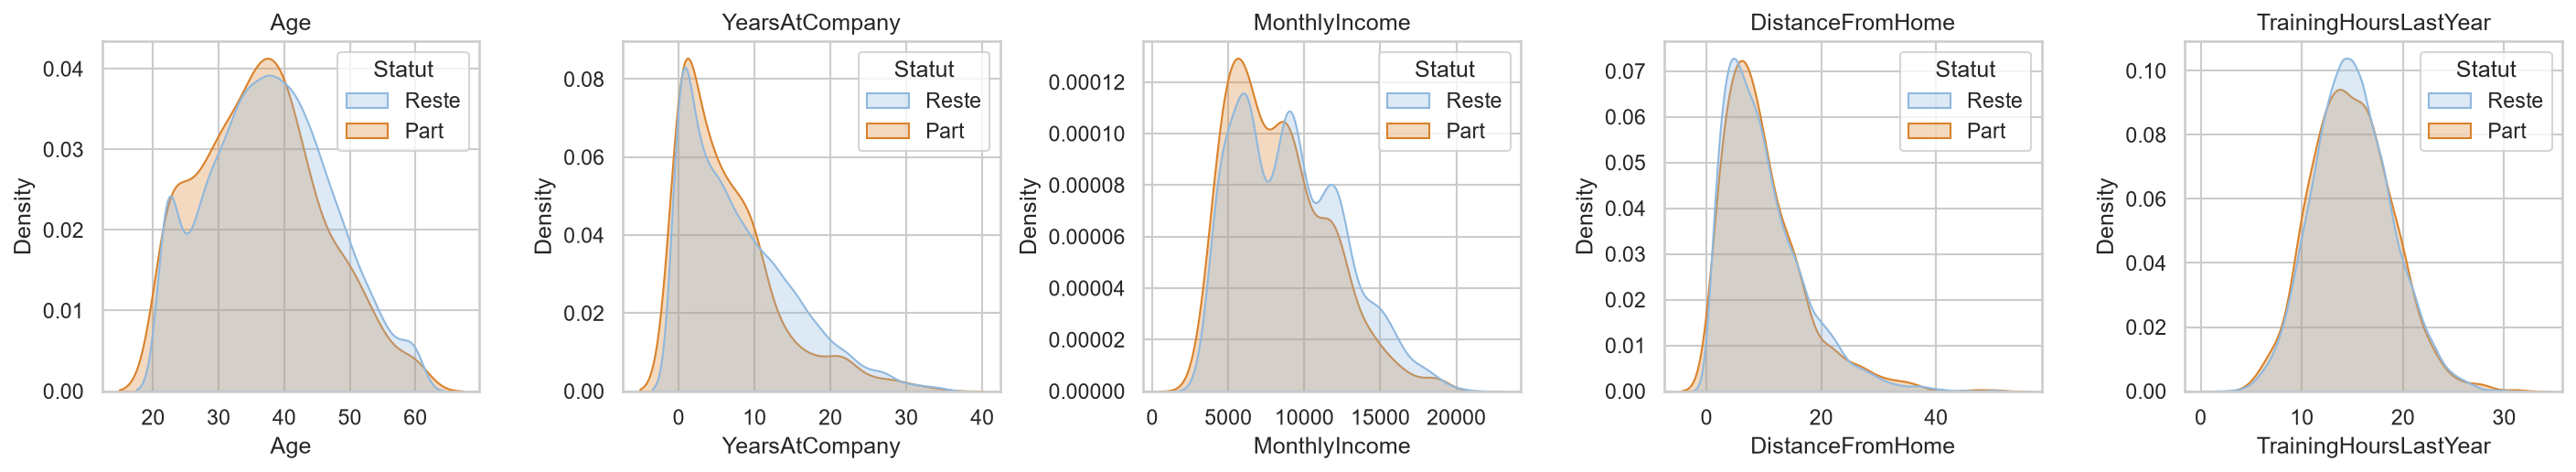 Age
Statut
Reste
Part
Density
0.04
0.03
0.02
0.01
0.00
20 30 40 50 60
Age
YearsAtCompany
Statut
Reste
Part
Density
0.08
0.06
0.04
0.02
0.00
0 10 20 30 40
YearsAtCompany
MonthlyIncome
Statut
Reste
Part
Density
0.00012
0.00010
0.00008
0.00006
0.00004
0.00002
0.00000
0 5000 10000 15000 20000
MonthlyIncome
DistanceFromHome
Statut
Reste
Part
Density
0.07
0.06
0.05
0.04
0.03
0.02
0.01
0.00
0 20 40
DistanceFromHome
TrainingHoursLastYear
Statut
Reste
Part
Density
0.10
0.08
0.06
0.04
0.02
0.00
0 10 20 30
TrainingHoursLastYear